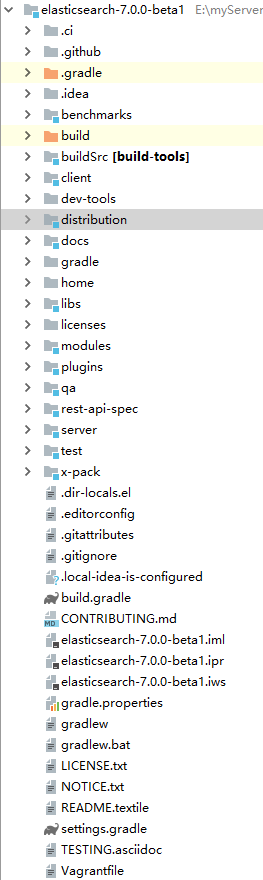 elasticsearch-7.0.0-beta1 E:\myServer
.ci
.github
.gradle
.idea
benchmarks
build
buildSrc [build-tools]
client
dev-tools
distribution
docs
gradle
home
libs
licenses
modules
plugins
qa
rest-api-spec
server
test
x-pack
.dir-locals.el
.editorconfig
.gitattributes
.gitignore
.local-idea-is-configured
build.gradle
CONTRIBUTING.md
elasticsearch-7.0.0-beta1.iml
elasticsearch-7.0.0-beta1.ipr
elasticsearch-7.0.0-beta1.iws
gradle.properties
gradlew
gradlew.bat
LICENSE.txt
NOTICE.txt
README.textile
settings.gradle
TESTING.asciidoc
Vagrantfile